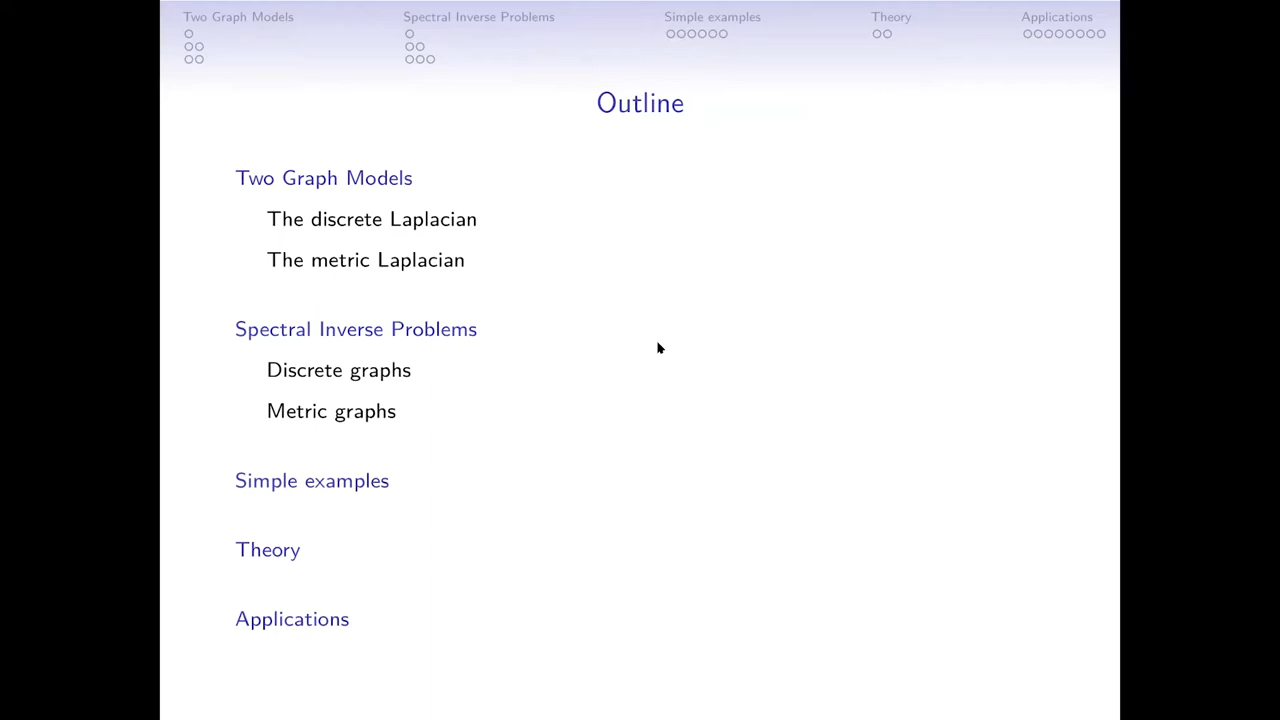 Two Graph Models
Spectral Inverse Problems
Simple examples
Theory
Applications
Outline
Two Graph Models
The discrete Laplacian
The metric Laplacian
Spectral Inverse Problems
Discrete graphs
Metric graphs
Simple examples
Theory
Applications